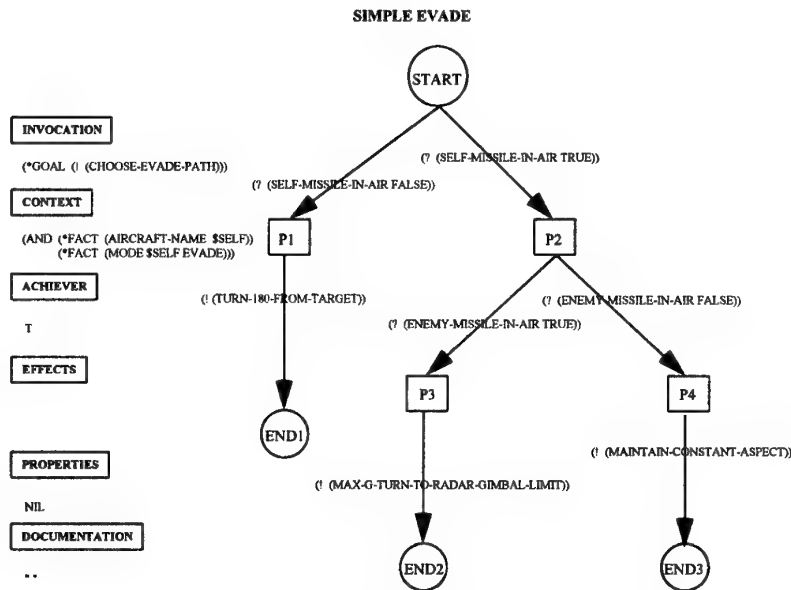 SIMPLE EVADE
START
INVOCATION
(*GOAL (! (CHOOSE-EVADE-PATH)))
(? (SELF-MISSILE-IN-AIR TRUE))
(? (SELF-MISSILE-IN-AIR FALSE))
CONTEXT
(AND (*FACT (AIRCRAFT-NAME $SELF))
(*FACT (MODE $SELF EVADE)))
P1
P2
ACHIEVER
T
(! (TURN-180-FROM-TARGET))
(? (ENEMY-MISSILE-IN-AIR FALSE))
(? (ENEMY-MISSILE-IN-AIR TRUE))
EFFECTS
P3
P4
END1
PROPERTIES
NIL
(! (MAINTAIN-CONSTANT-ASPECT))
(! (MAX-G-TURN-TO-RADAR-GIMBAL-LIMIT))
DOCUMENTATION
" "
END2
END3